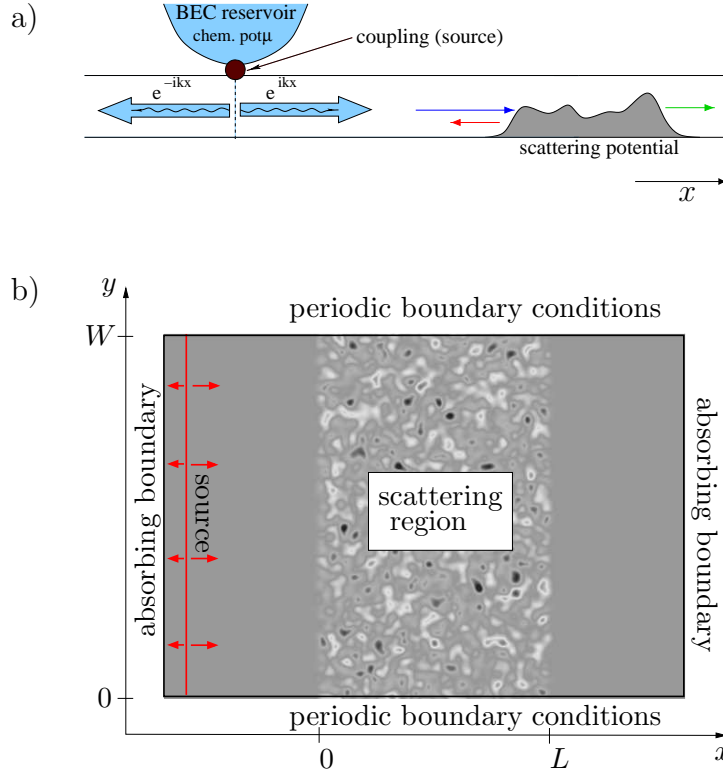 a)
BEC reservoir
chem. potμ
coupling (source)
e^{-ikx}
e^{ikx}
scattering potential
x
b)
y
periodic boundary conditions
W
absorbing boundary
source
scattering
region
absorbing boundary
0
periodic boundary conditions
0
L
x